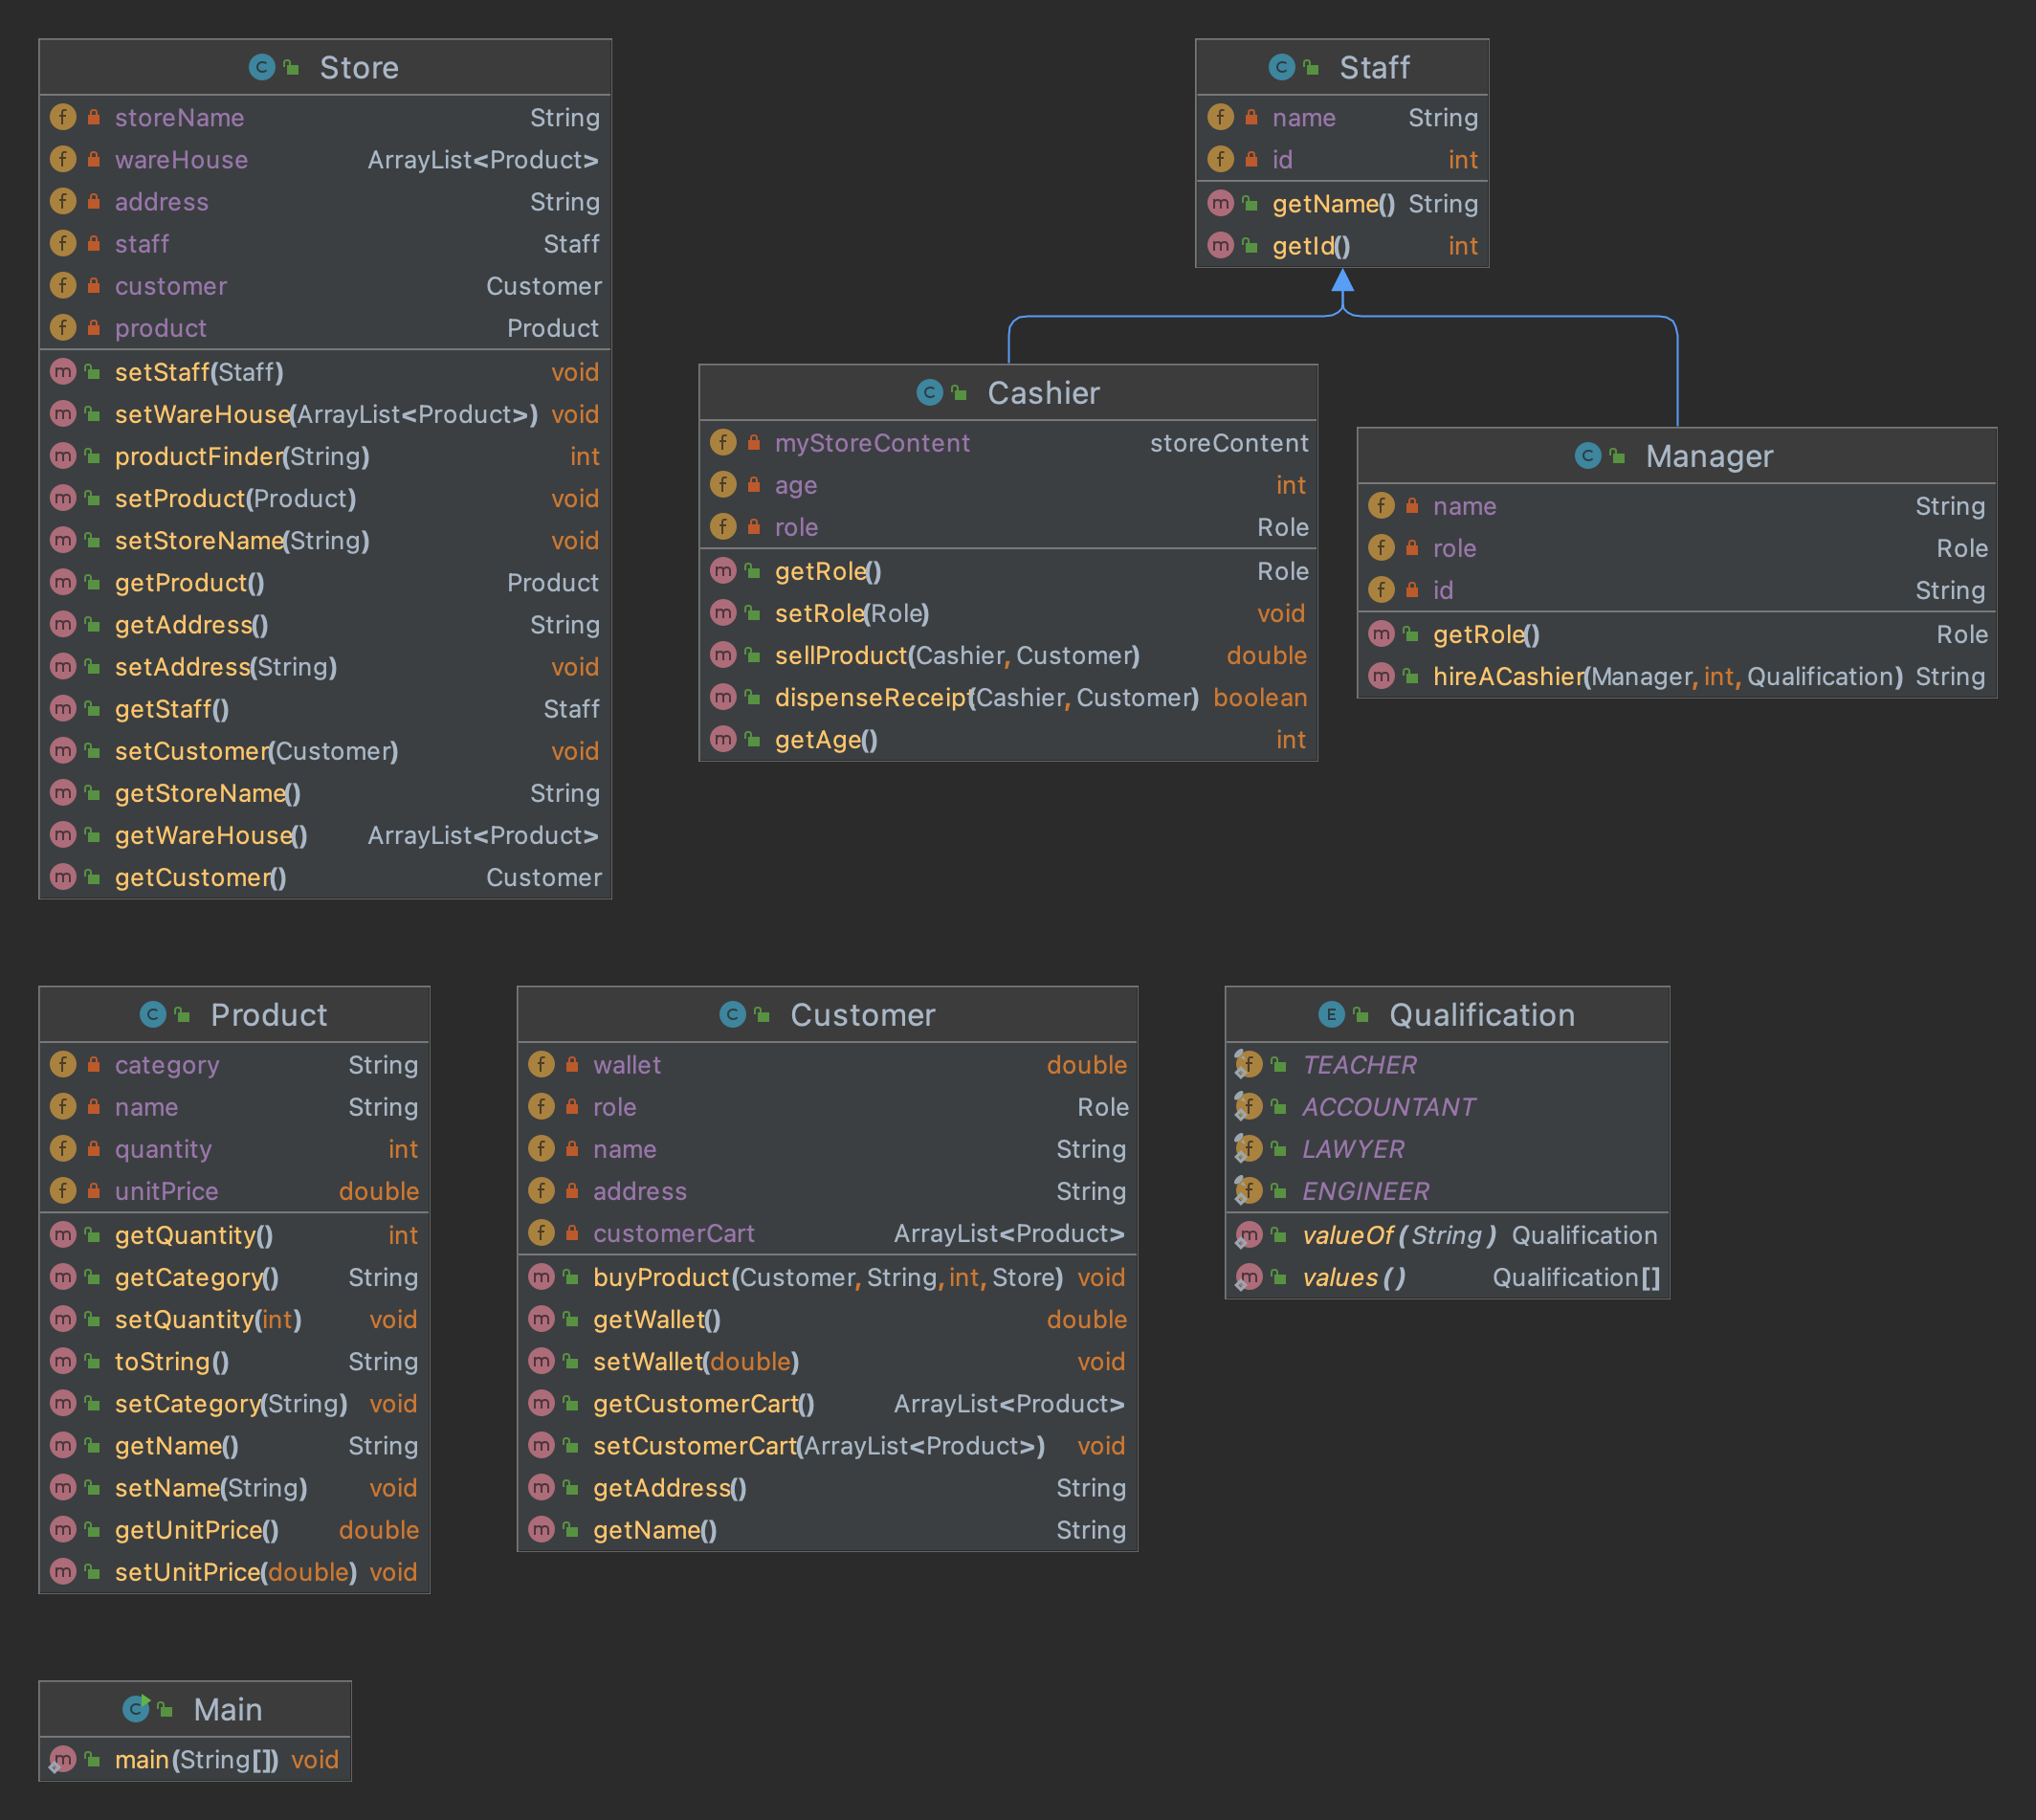 Store
storeName String
wareHouse ArrayList<Product>
address String
staff Staff
customer Customer
product Product
setStaff(Staff) void
setWareHouse(ArrayList<Product>) void
productFinder(String) int
setProduct(Product) void
setStoreName(String) void
getProduct() Product
getAddress() String
setAddress(String) void
getStaff() Staff
setCustomer(Customer) void
getStoreName() String
getWareHouse() ArrayList<Product>
getCustomer() Customer
Staff
name String
id int
getName() String
getId() int
Cashier
myStoreContent storeContent
age int
role Role
getRole() Role
setRole(Role) void
sellProduct(Cashier, Customer) double
dispenseReceipt(Cashier, Customer) boolean
getAge() int
Manager
name String
role Role
id String
getRole() Role
hireACashier(Manager, int, Qualification) String
Product
category String
name String
quantity int
unitPrice double
getQuantity() int
getCategory() String
setQuantity(int) void
toString() String
setCategory(String) void
getName() String
setName(String) void
getUnitPrice() double
setUnitPrice(double) void
Customer
wallet double
role Role
name String
address String
customerCart ArrayList<Product>
buyProduct(Customer, String, int, Store) void
getWallet() double
setWallet(double) void
getCustomerCart() ArrayList<Product>
setCustomerCart(ArrayList<Product>) void
getAddress() String
getName() String
Qualification
TEACHER
ACCOUNTANT
LAWYER
ENGINEER
valueOf(String) Qualification
values() Qualification[]
Main
main(String[]) void